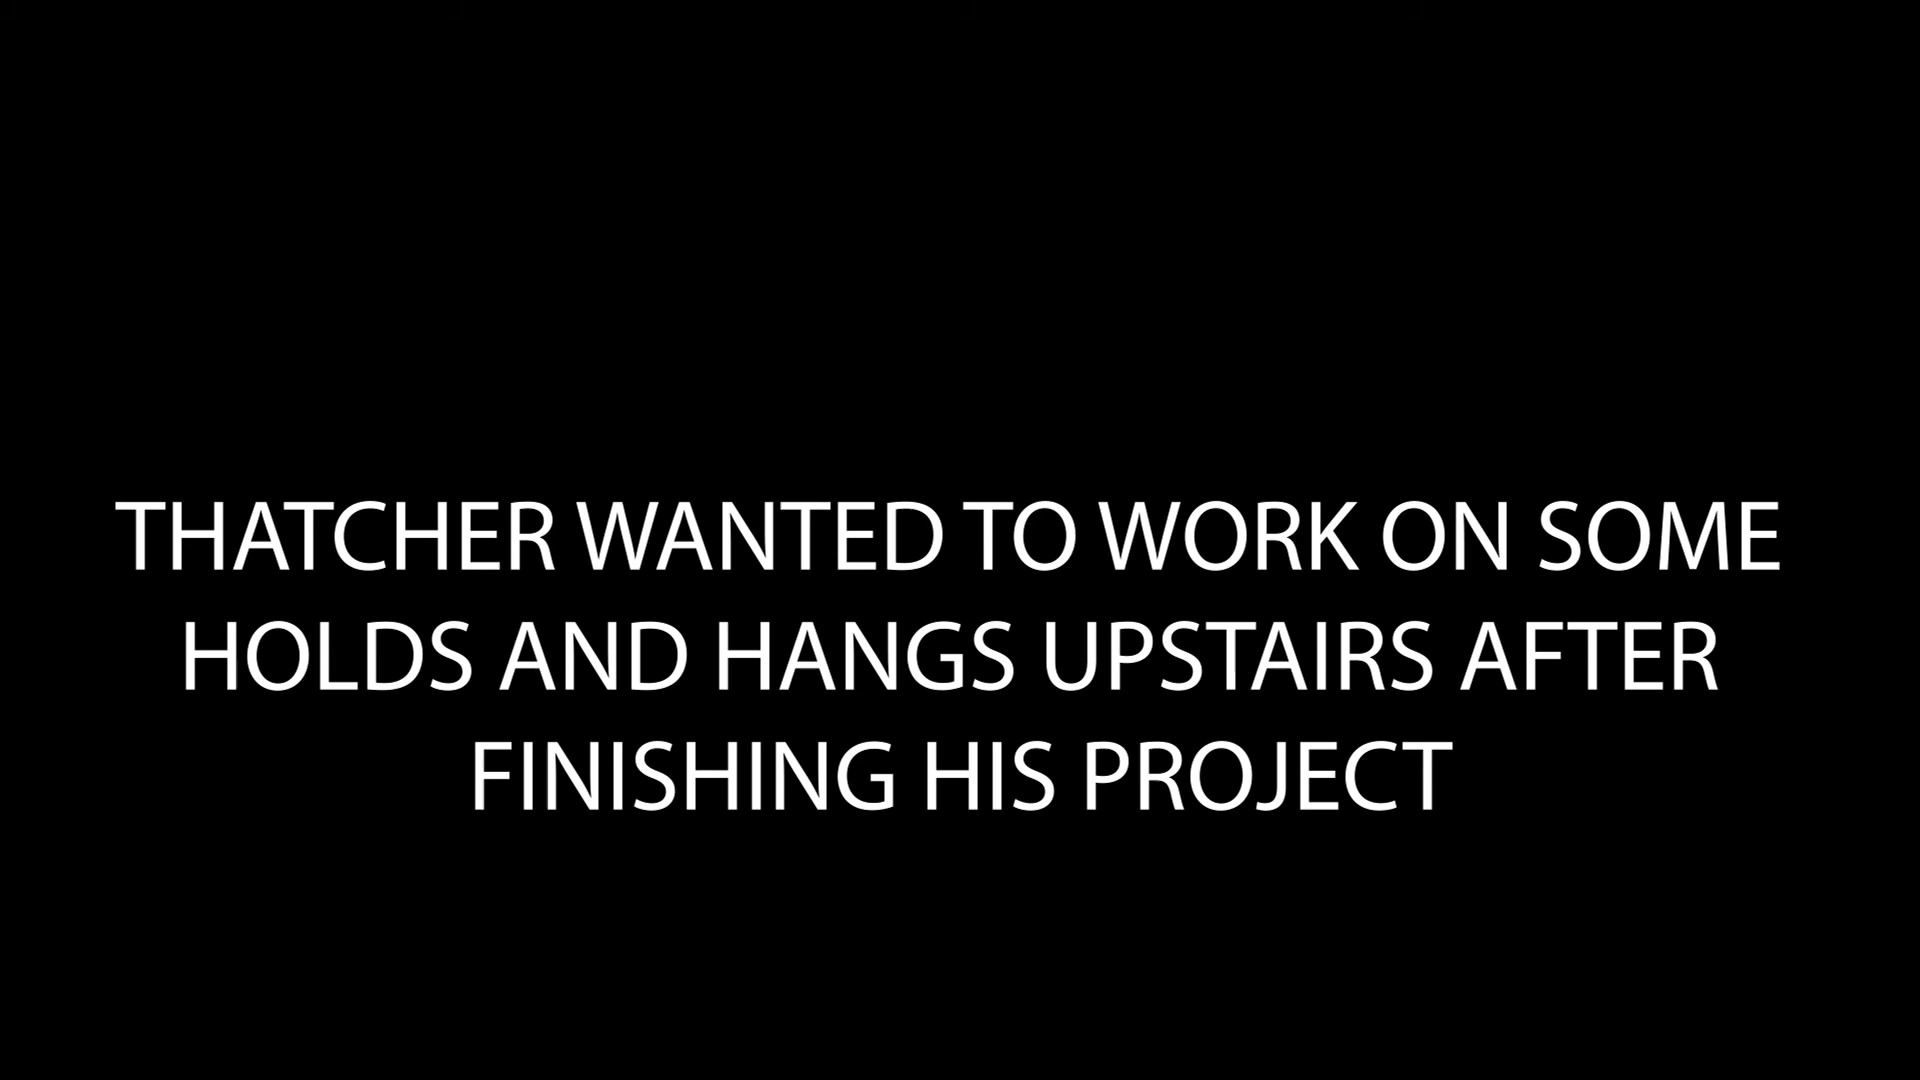 THATCHER WANTED TO WORK ON SOME
HOLDS AND HANGS UPSTAIRS AFTER
FINISHING HIS PROJECT